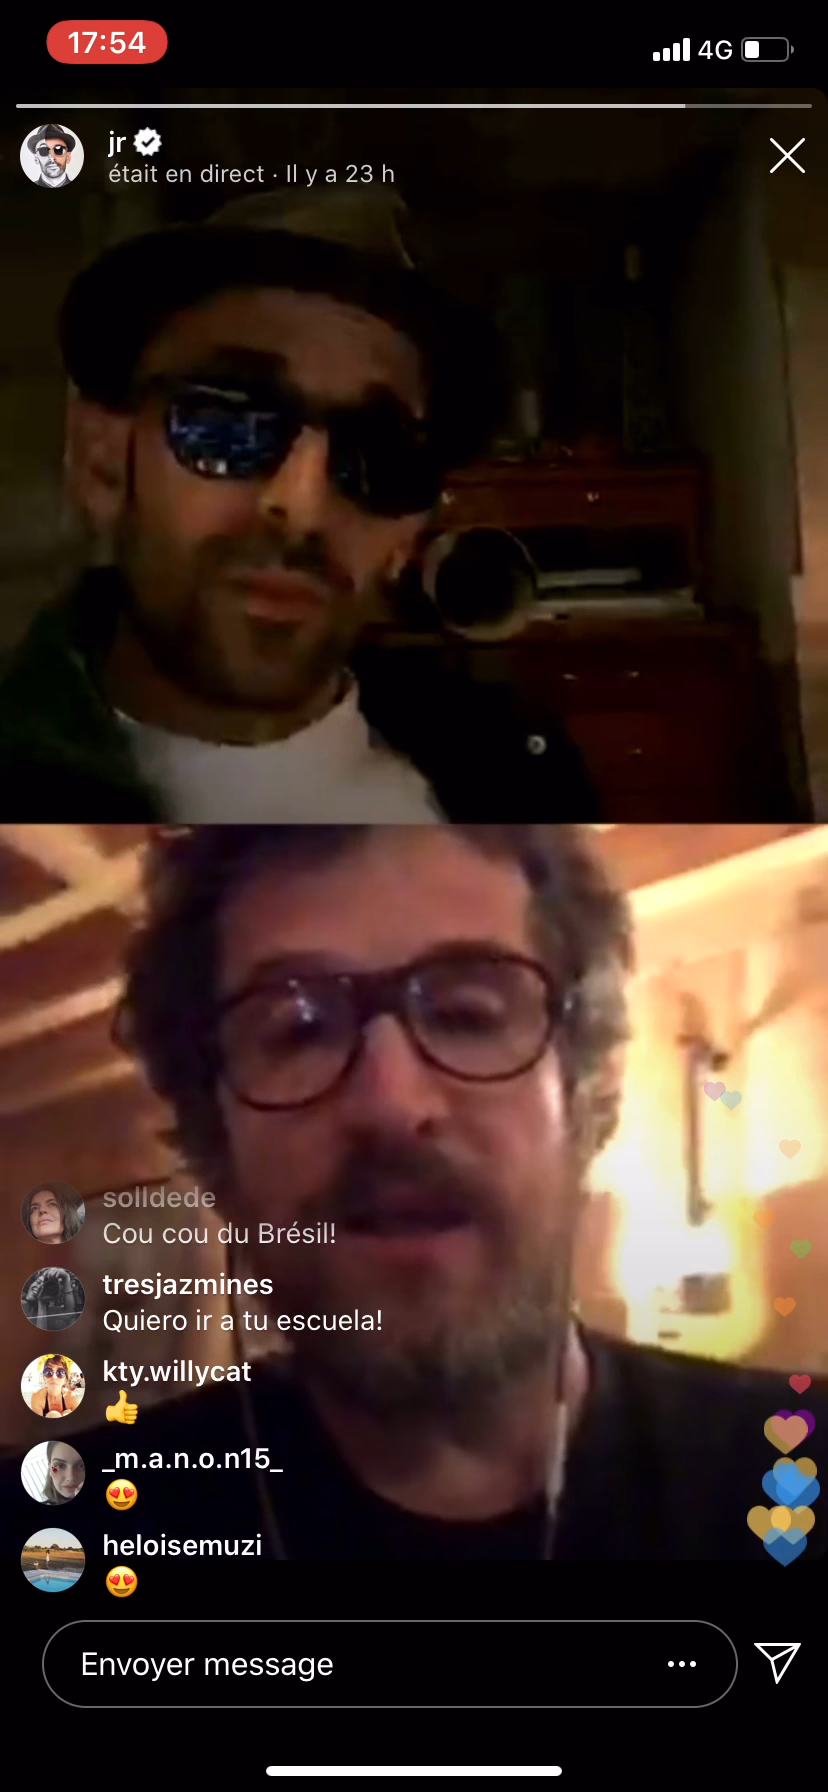 17:54
4G
jr
était en direct · Il y a 23 h
solldede
Cou cou du Brésil!
tresjazmines
Quiero ir a tu escuela!
kty.willycat
👍
_m.a.n.o.n15_
😍
heloisemuzi
😍
Envoyer message